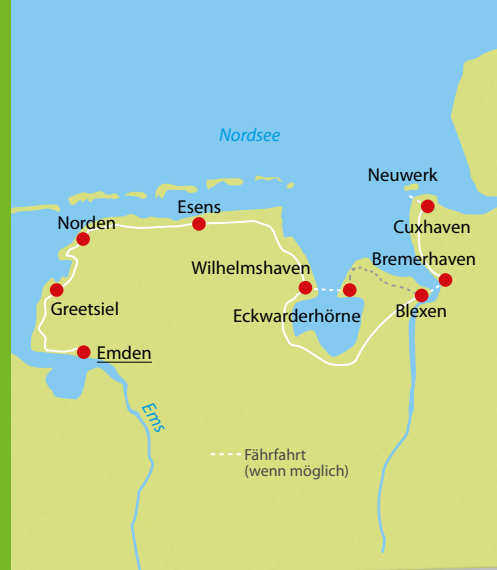 Nordsee
Neuwerk
Esens
Norden
Cuxhaven
Bremerhaven
Wilhelmshaven
Greetsiel
Eckwarderhörne
Blexen
Emden
Ems
Fährfahrt
(wenn möglich)